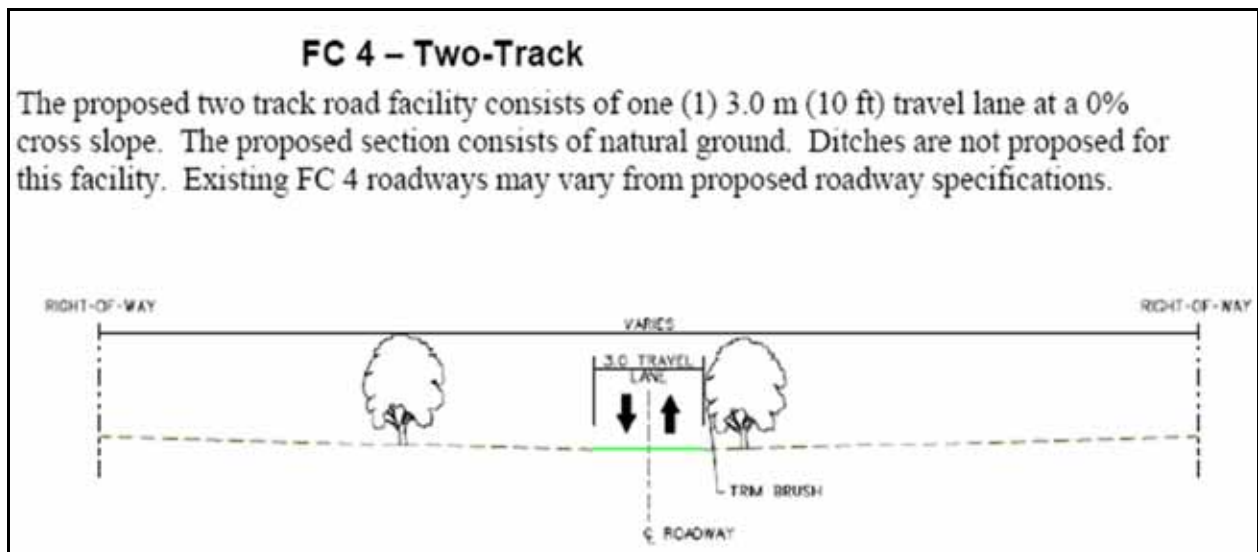 FC 4 – Two-Track
The proposed two track road facility consists of one (1) 3.0 m (10 ft) travel lane at a 0%
cross slope.  The proposed section consists of natural ground.  Ditches are not proposed for
this facility.  Existing FC 4 roadways may vary from proposed roadway specifications.
RIGHT-OF-WAY
RIGHT-OF-WAY
VARIES
3.0 TRAVEL
LANE
TRIM BRUSH
℄ ROADWAY